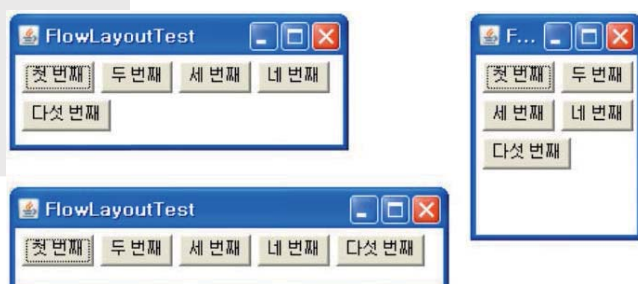 FlowLayoutTest
첫 번째 두 번째 세 번째 네 번째
다섯 번째
F...
첫 번째 두 번째
세 번째 네 번째
다섯 번째
FlowLayoutTest
첫 번째 두 번째 세 번째 네 번째 다섯 번째